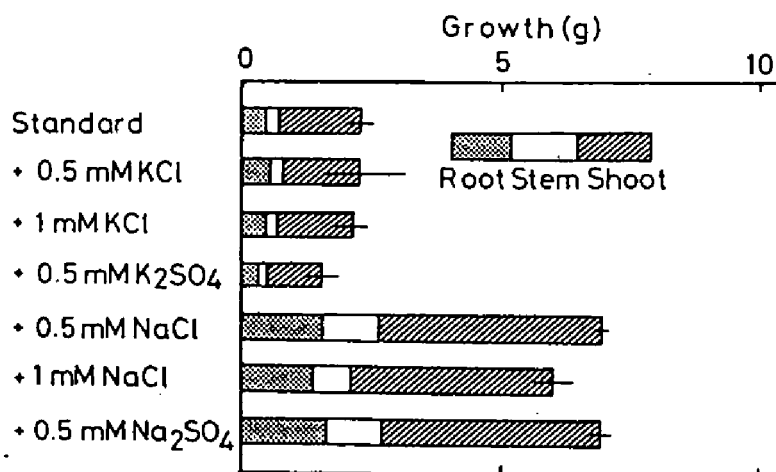 Growth (g)
0 5 10
Standard
+ 0.5 mM KCl
Root Stem Shoot
+ 1 mM KCl
+ 0.5 mM K2SO4
+ 0.5 mM NaCl
+ 1 mM NaCl
+ 0.5 mM Na2SO4